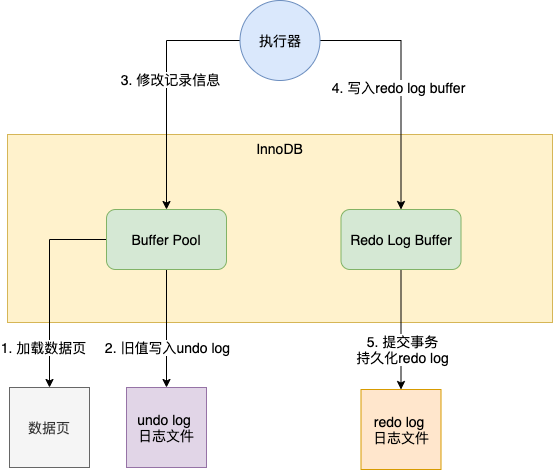 执行器
3. 修改记录信息
4. 写入redo log buffer
InnoDB
Buffer Pool
Redo Log Buffer
1. 加载数据页
2. 旧值写入undo log
5. 提交事务
持久化redo log
数据页
undo log
日志文件
redo log
日志文件